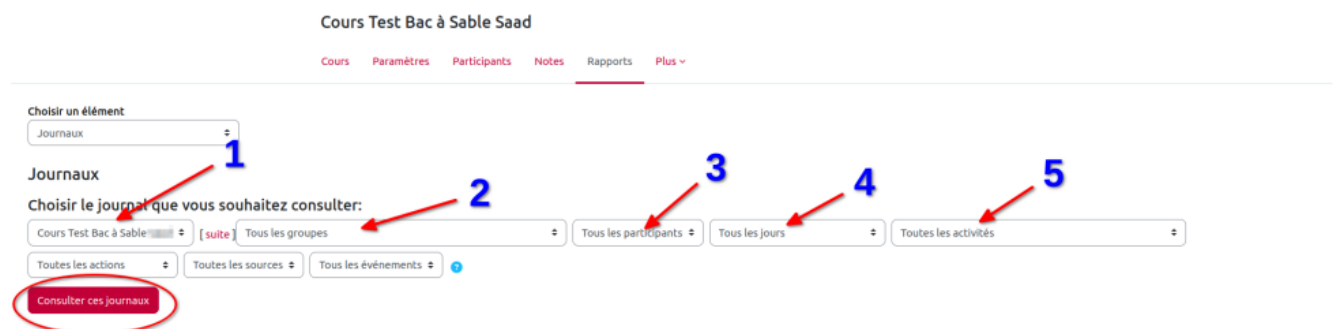 Cours Test Bac à Sable Saad
Cours Paramètres Participants Notes Rapports Plus
Choisir un élément
Journaux
1
Journaux
2
3
4
5
Choisir le journal que vous souhaitez consulter:
Cours Test Bac à Sable [ suite ] Tous les groupes Tous les participants Tous les jours Toutes les activités
Toutes les actions Toutes les sources Tous les événements ?
Consulter ces journaux